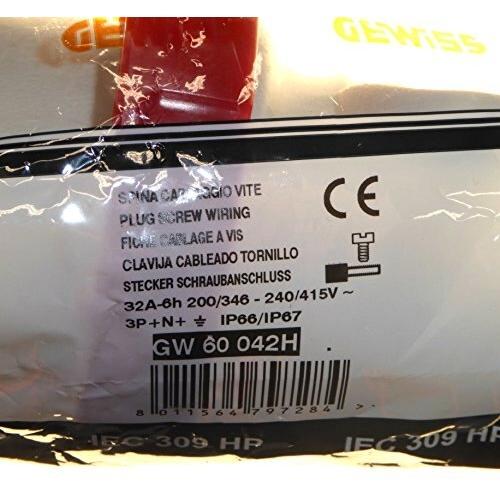 GEWISS
SPINA CABLAGGIO VITE
PLUG SCREW WIRING
FICHE CABLAGE A VIS
CLAVIJA CABLEADO TORNILLO
STECKER SCHRAUBANSCHLUSS
32A-6h 200/346 - 240/415V ~
3P+N+⏚ IP66/IP67
GW 60 042H
CE
8 011564 797284 >
IEC 309 HP
IEC 309 HP